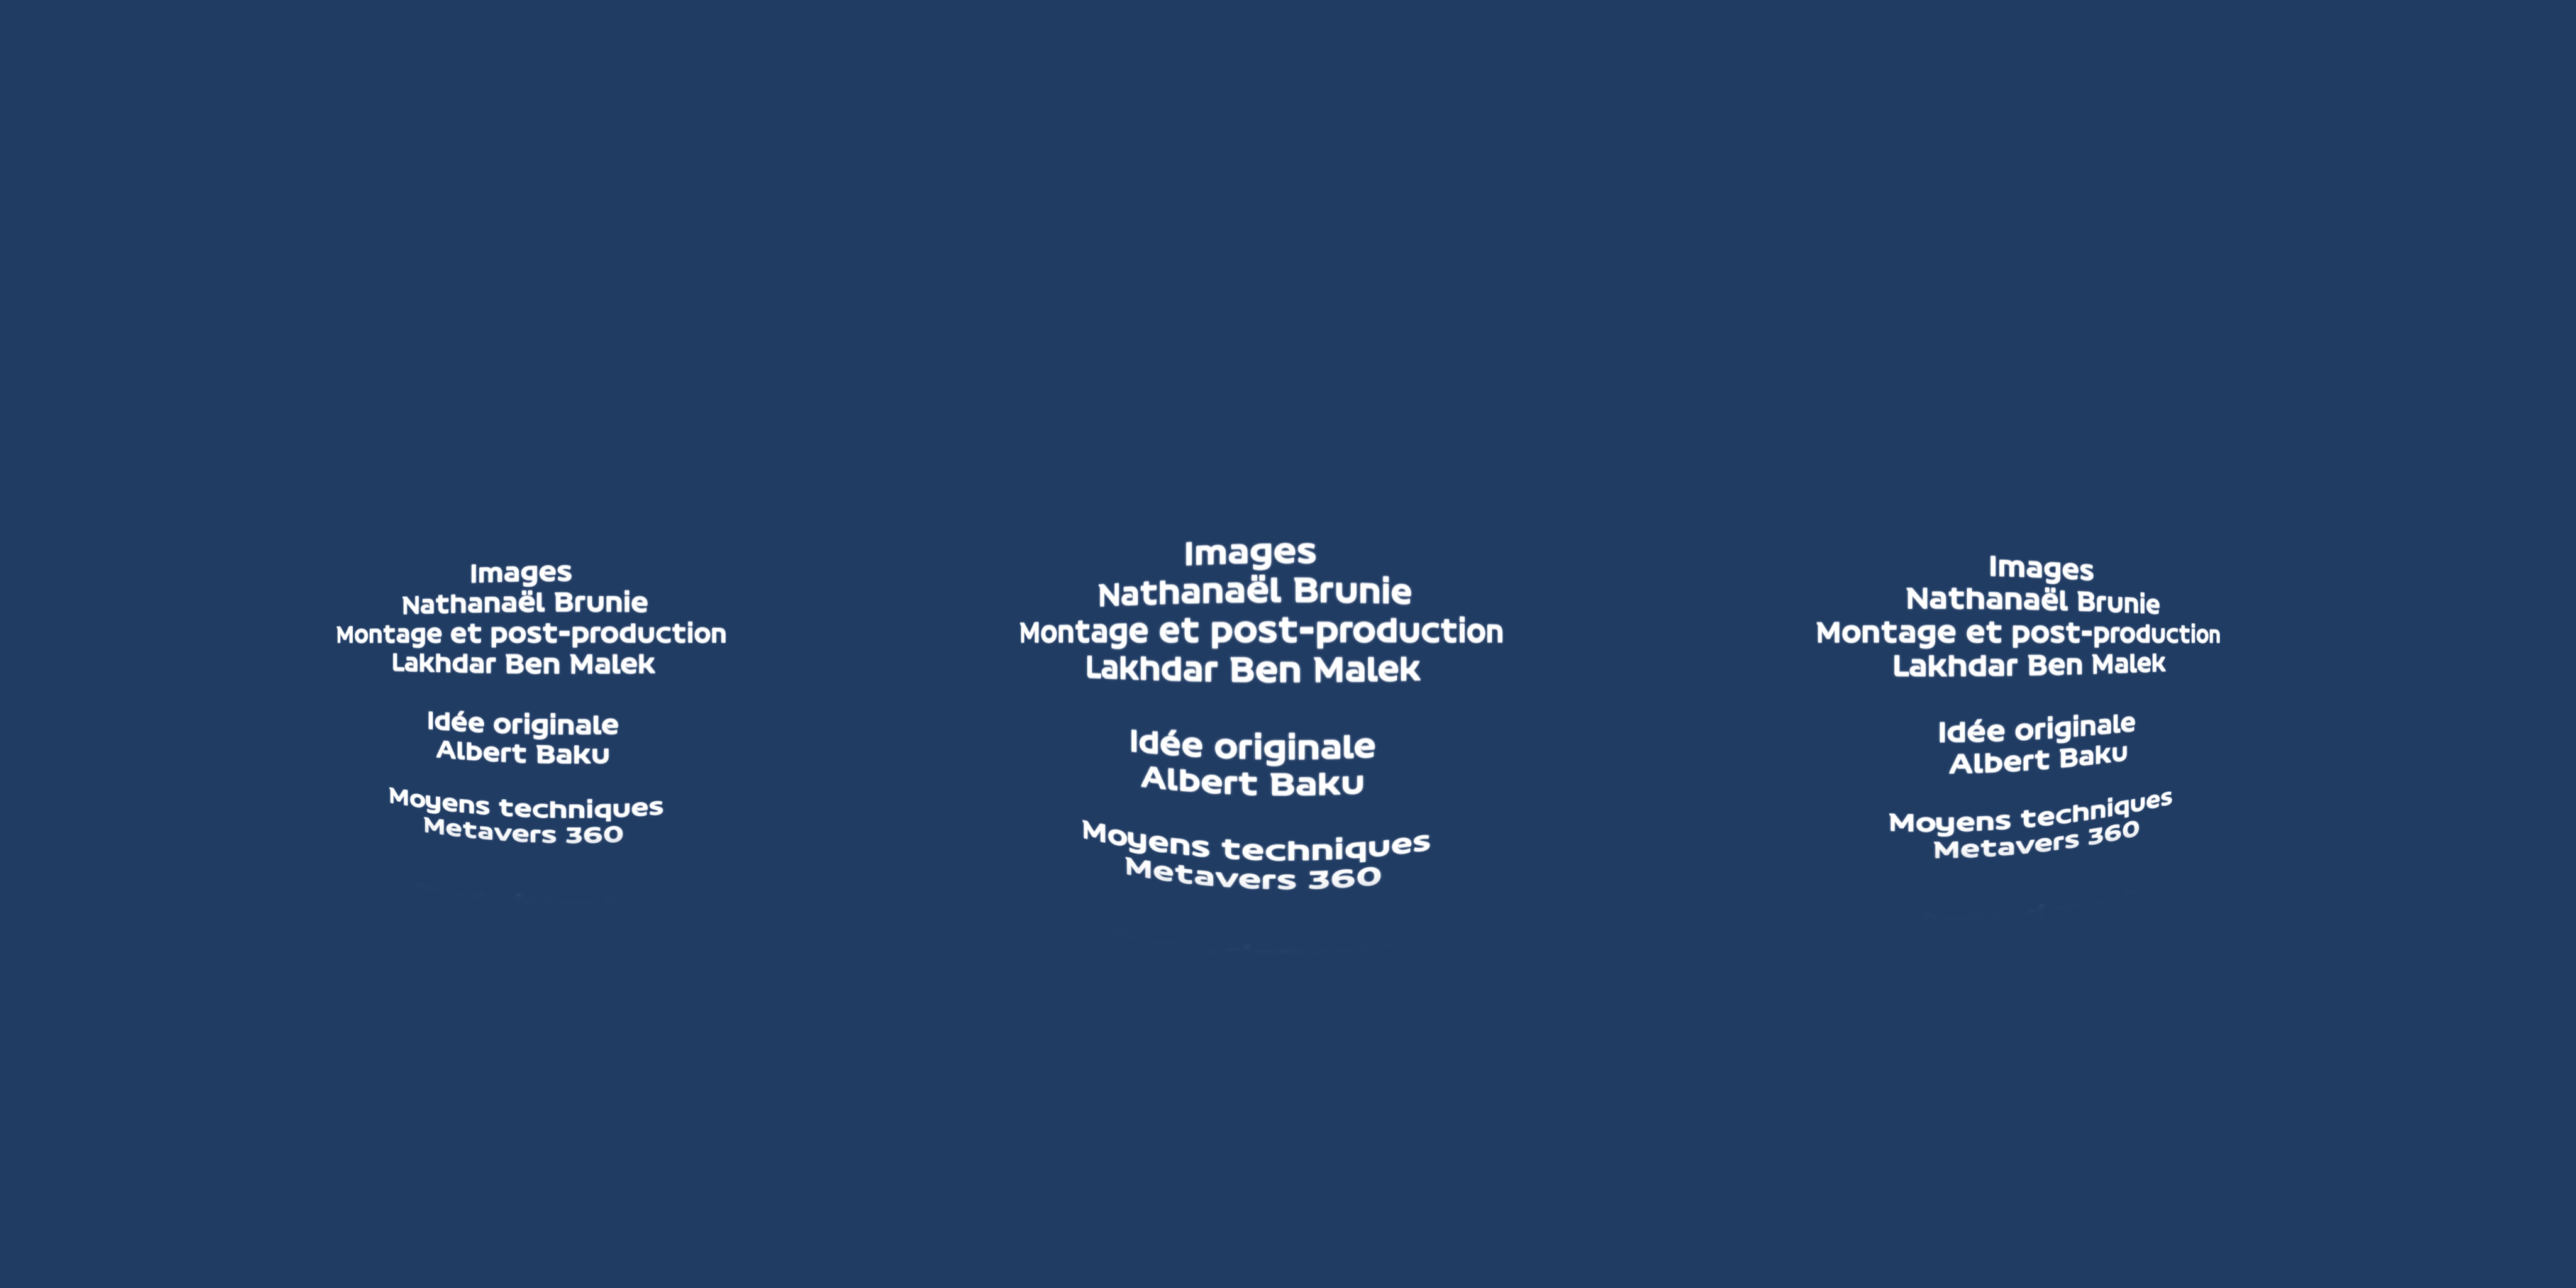 Images
Nathanaël Brunie
Montage et post-production
Lakhdar Ben Malek
Idée originale
Albert Baku
Moyens techniques
Metavers 360
Images
Nathanaël Brunie
Montage et post-production
Lakhdar Ben Malek
Idée originale
Albert Baku
Moyens techniques
Metavers 360
Images
Nathanaël Brunie
Montage et post-production
Lakhdar Ben Malek
Idée originale
Albert Baku
Moyens techniques
Metavers 360